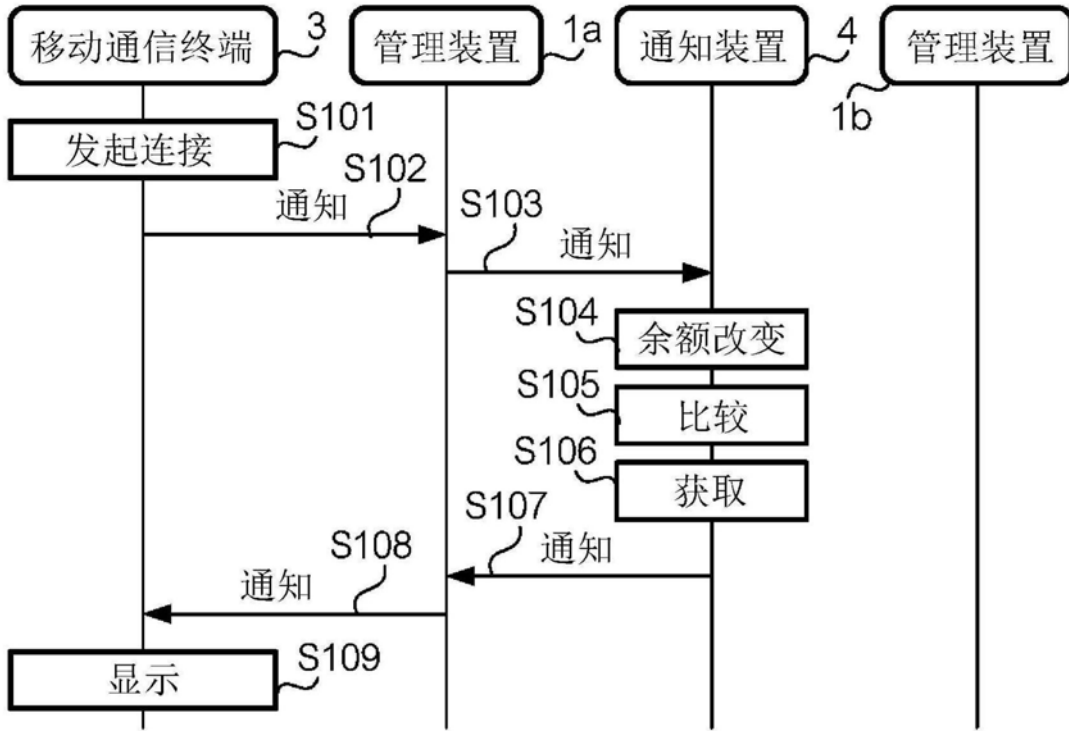 移动通信终端 3
管理装置 1a
通知装置 4
管理装置 1b
发起连接 S101
S102
通知
S103
通知
S104 余额改变
S105 比较
S106 获取
S107
通知
S108
通知
显示 S109